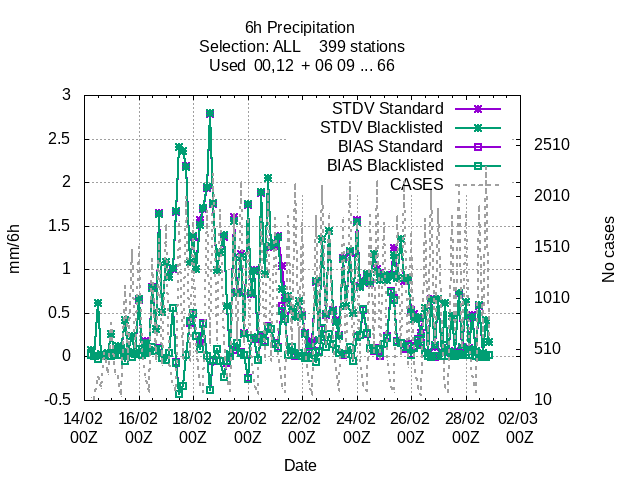 6h Precipitation
Selection: ALL 399 stations
Used 00,12 + 06 09 ... 66
STDV Standard
STDV Blacklisted
BIAS Standard
BIAS Blacklisted
CASES
3
2.5
2
1.5
1
0.5
0
-0.5
mm/6h
2510
2010
1510
1010
510
10
No cases
14/02 16/02 18/02 20/02 22/02 24/02 26/02 28/02 02/03
00Z 00Z 00Z 00Z 00Z 00Z 00Z 00Z 00Z
Date